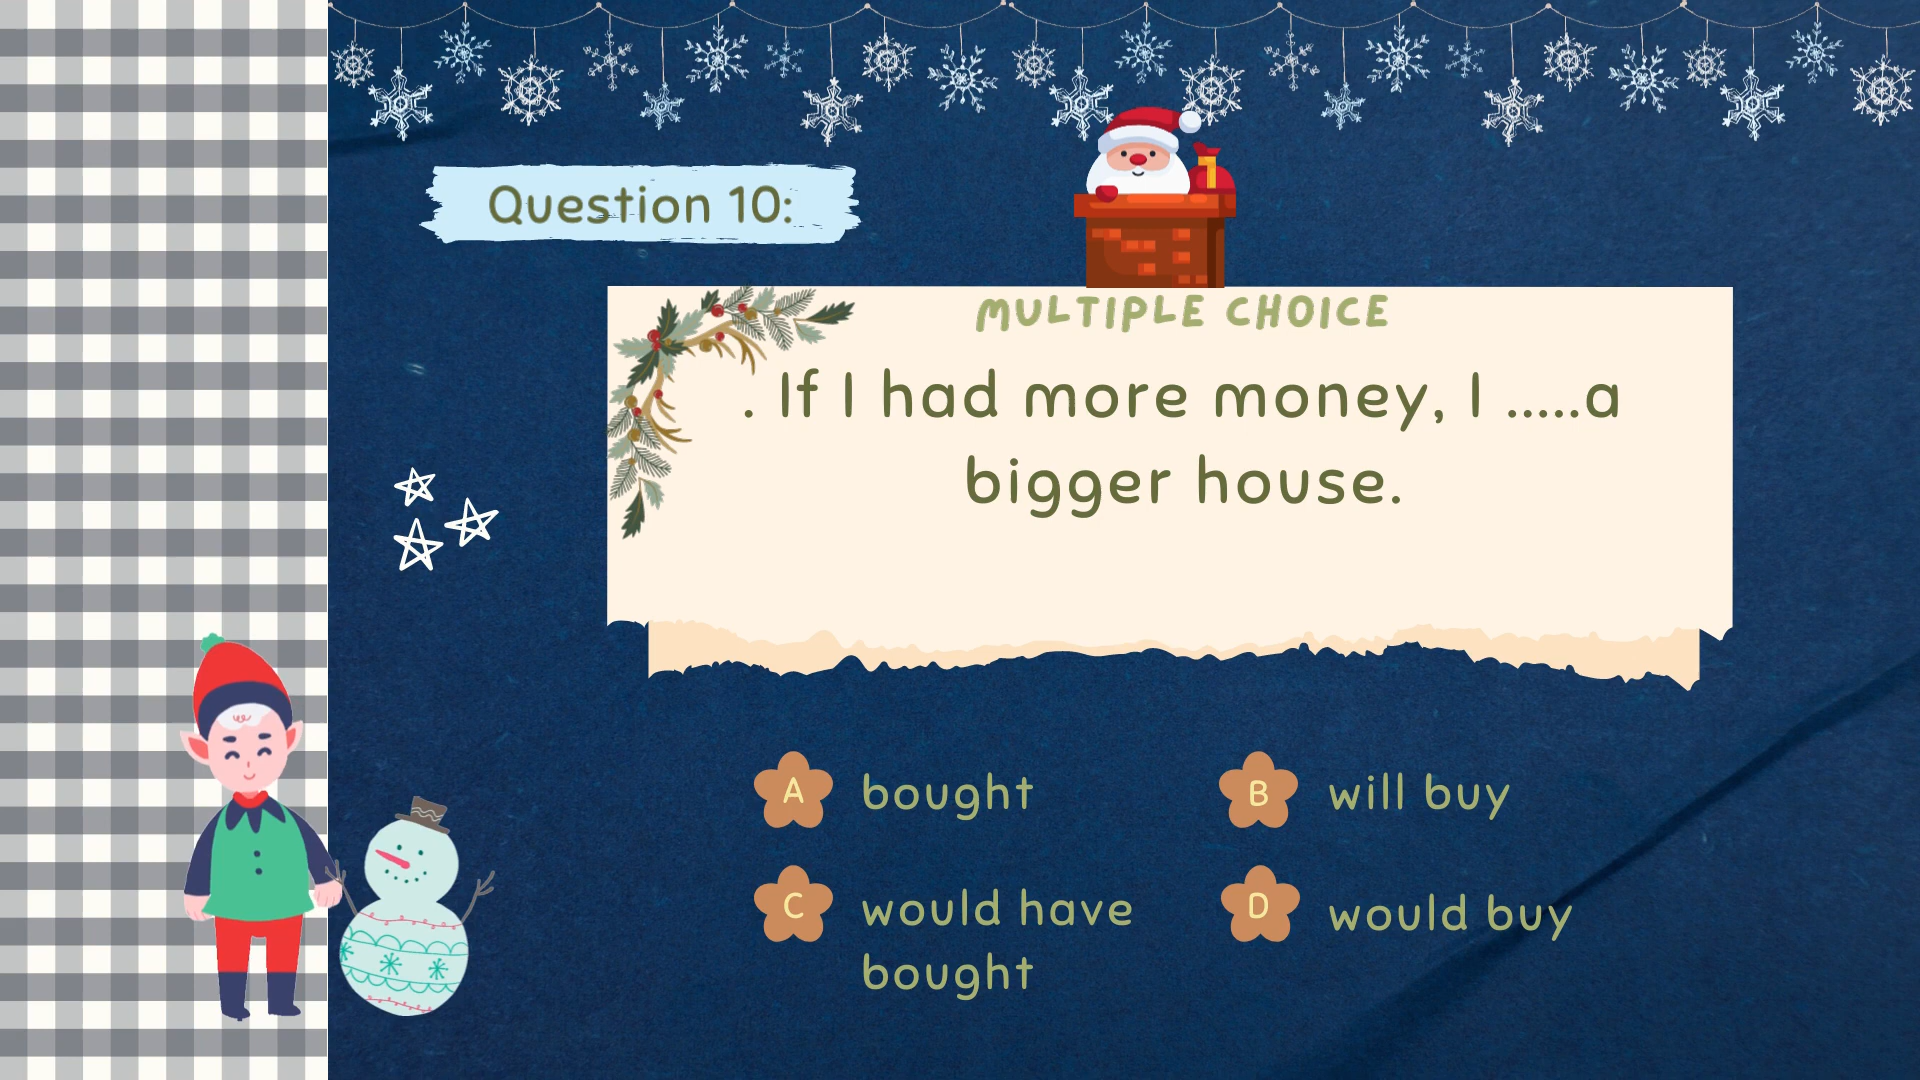 Question 10:
MULTIPLE CHOICE
. If I had more money, I .....a
bigger house.
A bought
B will buy
C would have
bought
D would buy